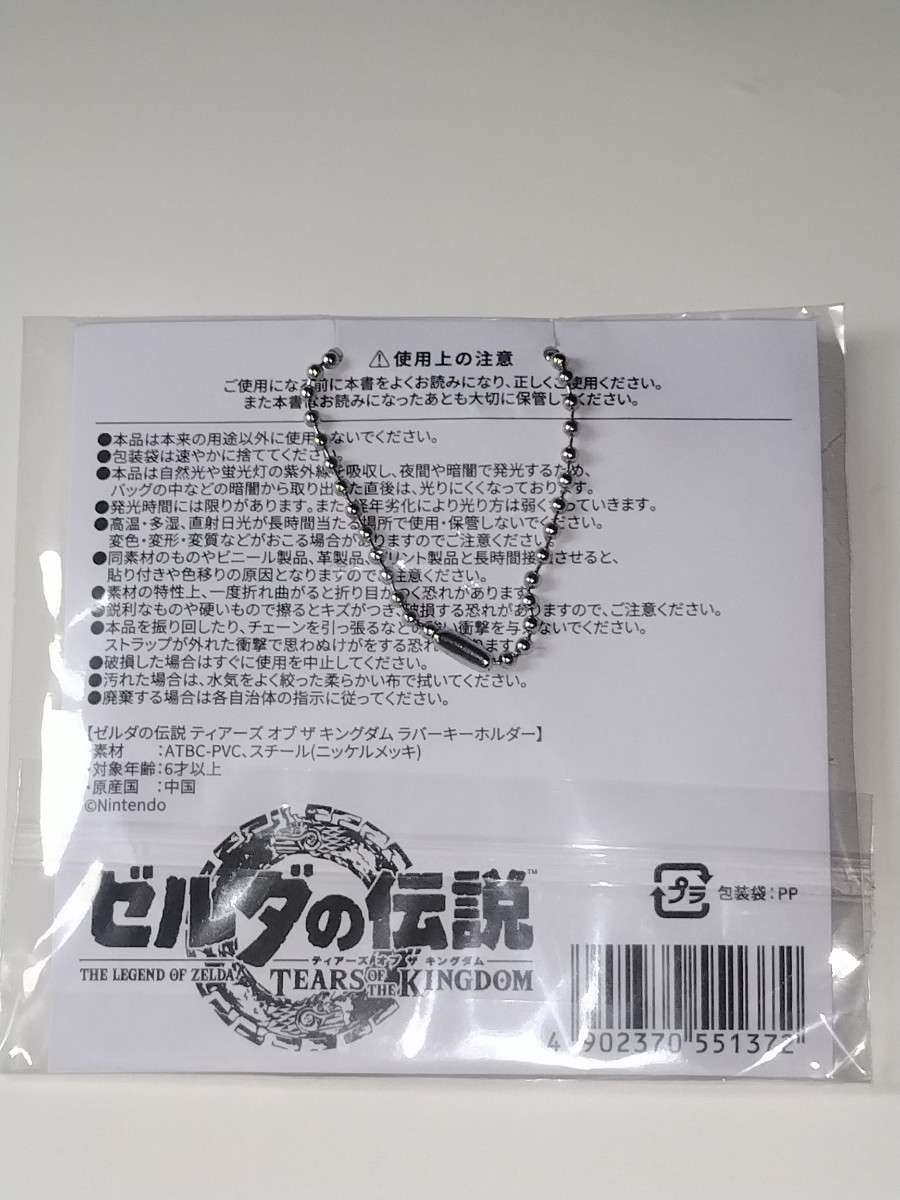 ⚠使用上の注意
ご使用になる前に本書をよくお読みになり、正しくご使用ください。
また本書はお読みになったあとも大切に保管してください。
●本品は本来の用途以外に使用しないでください。
●包装袋は速やかに捨ててください。
●本品は自然光や蛍光灯の紫外線を吸収し、夜間や暗闇で発光するため、
バッグの中などの暗闇から取り出した直後は、光りにくくなっております。
●発光時間には限りがあります。また、経年劣化により光り方は弱くなっていきます。
●高温・多湿、直射日光が長時間当たる場所で使用・保管しないでください。
変色・変形・変質などがおこる場合がありますのでご注意ください。
●同素材のものやビニール製品、革製品、プリント製品と長時間接触させると、
貼り付きや色移りの原因となりますのでご注意ください。
●素材の特性上、一度折れ曲がると折り目がつく恐れがあります。
●鋭利なものや硬いもので擦るとキズがつき、破損する恐れがありますので、ご注意ください。
●本品を振り回したり、チェーンを引っ張るなどの強い衝撃を与えないでください。
ストラップが外れた衝撃で思わぬけがをする恐れがあります。
●破損した場合はすぐに使用を中止してください。
●汚れた場合は、水気をよく絞った柔らかい布で拭いてください。
●廃棄する場合は各自治体の指示に従ってください。
【ゼルダの伝説 ティアーズ オブ ザ キングダム ラバーキーホルダー】
・素材 :ATBC-PVC、スチール(ニッケルメッキ)
・対象年齢:6才以上
・原産国 :中国
©Nintendo
ゼルダの伝説™
ティアーズ オブ ザ キングダム
THE LEGEND OF ZELDA TEARS OF THE KINGDOM
プラ 包装袋:PP
4 902370 551372